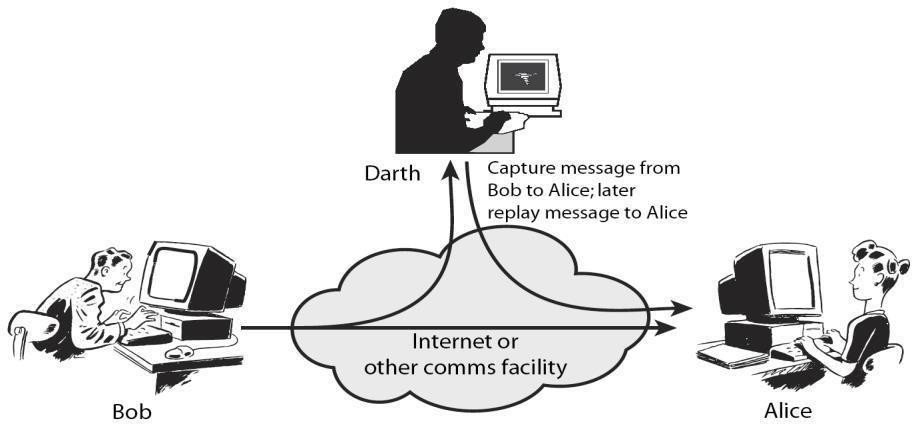 Darth
Capture message from
Bob to Alice; later
replay message to Alice
Internet or
other comms facility
Bob
Alice